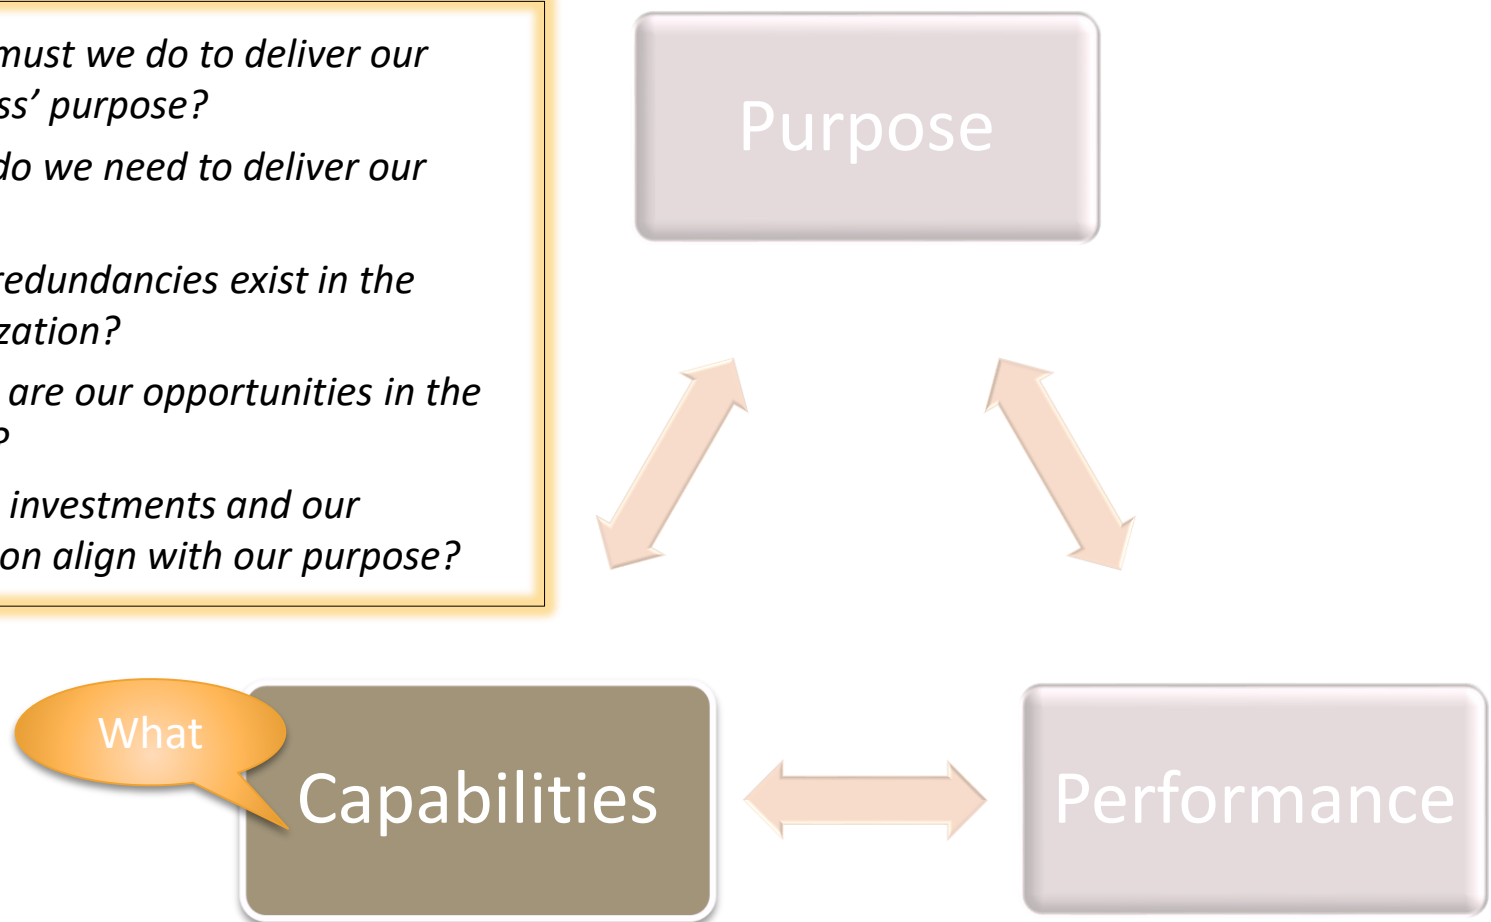 must we do to deliver our
ss’ purpose?
do we need to deliver our
redundancies exist in the
zation?
are our opportunities in the
?
investments and our
on align with our purpose?
Purpose
What
Capabilities
Performance